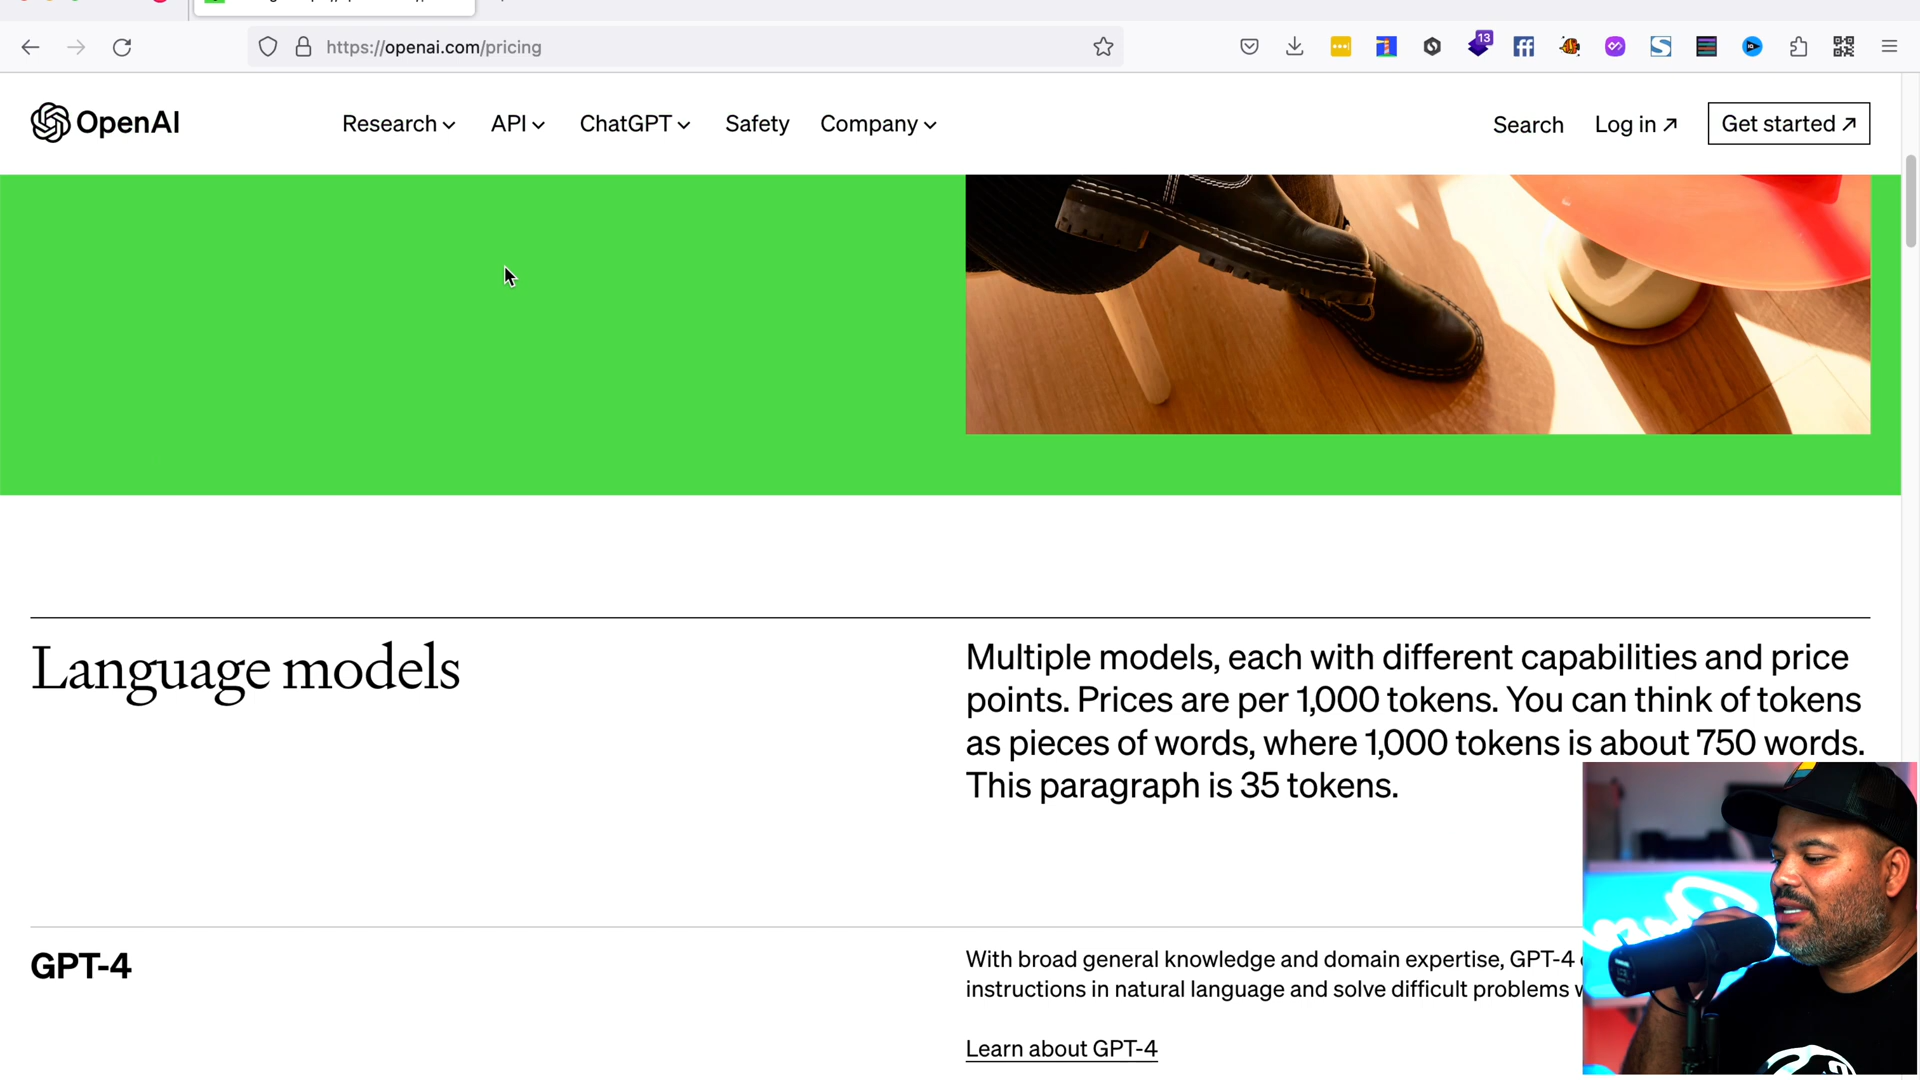 https://openai.com/pricing
13
OpenAI
Research
API
ChatGPT
Safety
Company
Search
Log in ↗
Get started ↗
Language models
Multiple models, each with different capabilities and price
points. Prices are per 1,000 tokens. You can think of tokens
as pieces of words, where 1,000 tokens is about 750 words.
This paragraph is 35 tokens.
GPT-4
With broad general knowledge and domain expertise, GPT-4
instructions in natural language and solve difficult problems
Learn about GPT-4